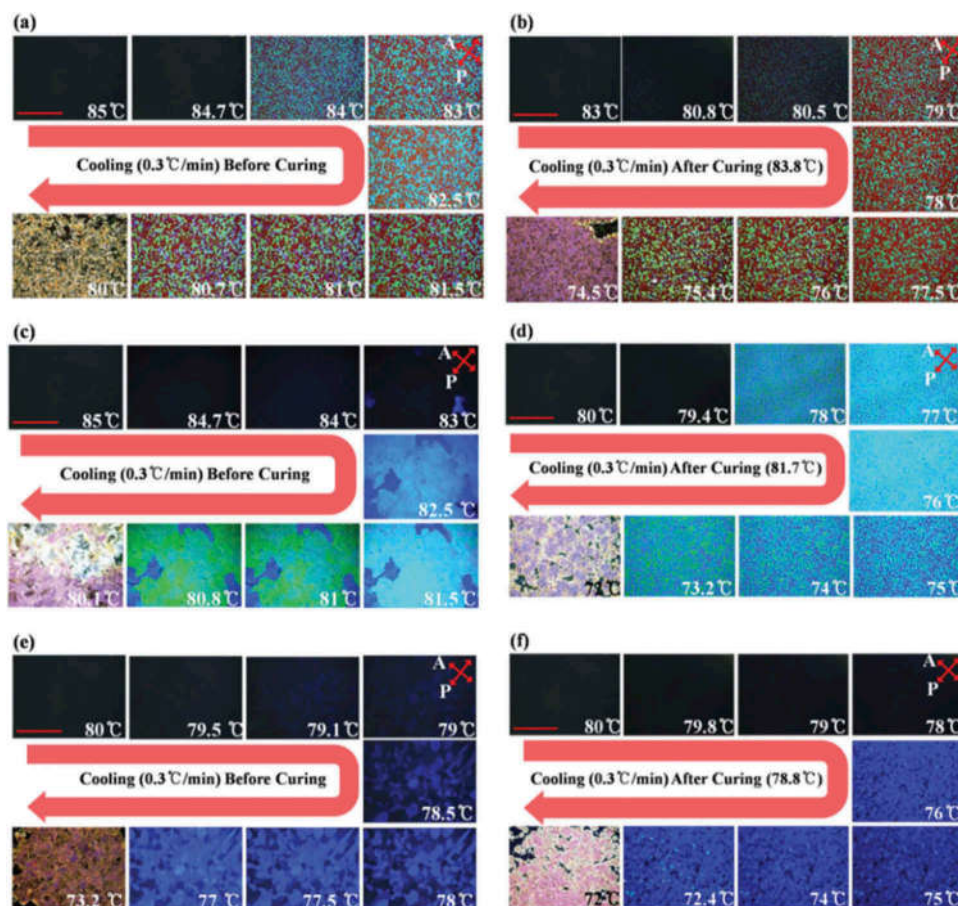 (a)
85℃ 84.7℃ 84℃ 83℃
A
P
Cooling (0.3℃/min) Before Curing
82.5℃
80℃ 80.7℃ 81℃ 81.5℃
(b)
83℃ 80.8℃ 80.5℃ 79℃
A
P
Cooling (0.3℃/min) After Curing (83.8℃)
78℃
74.5℃ 75.4℃ 76℃ 77.5℃
(c)
85℃ 84.7℃ 84℃ 83℃
A
P
Cooling (0.3℃/min) Before Curing
82.5℃
80.1℃ 80.8℃ 81℃ 81.5℃
(d)
80℃ 79.4℃ 78℃ 77℃
A
P
Cooling (0.3℃/min) After Curing (81.7℃)
76℃
73.2℃ 74℃ 75℃
(e)
80℃ 79.5℃ 79.1℃ 79℃
A
P
Cooling (0.3℃/min) Before Curing
78.5℃
73.2℃ 77℃ 77.5℃ 78℃
(f)
80℃ 79.8℃ 79℃ 78℃
A
P
Cooling (0.3℃/min) After Curing (78.8℃)
76℃
72℃ 72.4℃ 74℃ 75℃